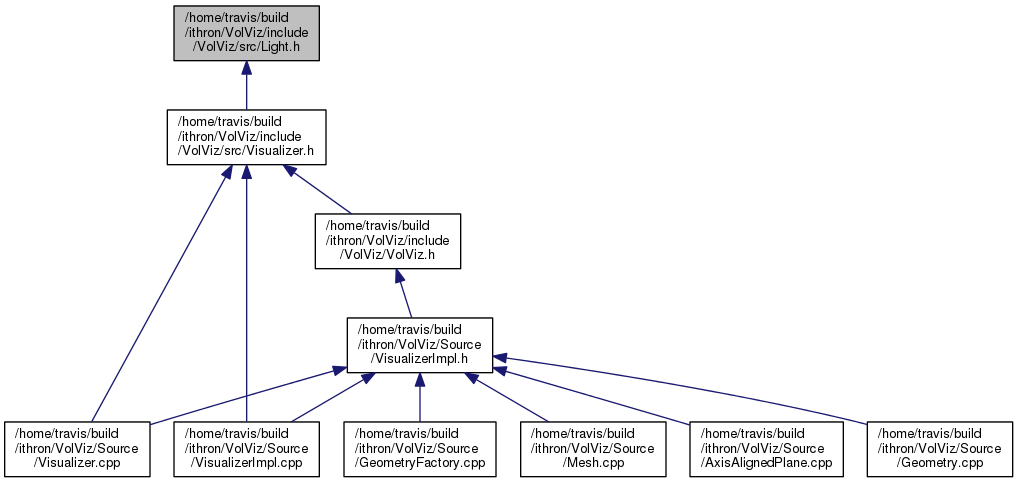 /home/travis/build
/ithron/VolViz/include
/VolViz/src/Light.h
/home/travis/build
/ithron/VolViz/include
/VolViz/src/Visualizer.h
/home/travis/build
/ithron/VolViz/include
/VolViz/VolViz.h
/home/travis/build
/ithron/VolViz/Source
/VisualizerImpl.h
/home/travis/build
/ithron/VolViz/Source
/Visualizer.cpp
/home/travis/build
/ithron/VolViz/Source
/VisualizerImpl.cpp
/home/travis/build
/ithron/VolViz/Source
/GeometryFactory.cpp
/home/travis/build
/ithron/VolViz/Source
/Mesh.cpp
/home/travis/build
/ithron/VolViz/Source
/AxisAlignedPlane.cpp
/home/travis/build
/ithron/VolViz/Source
/Geometry.cpp